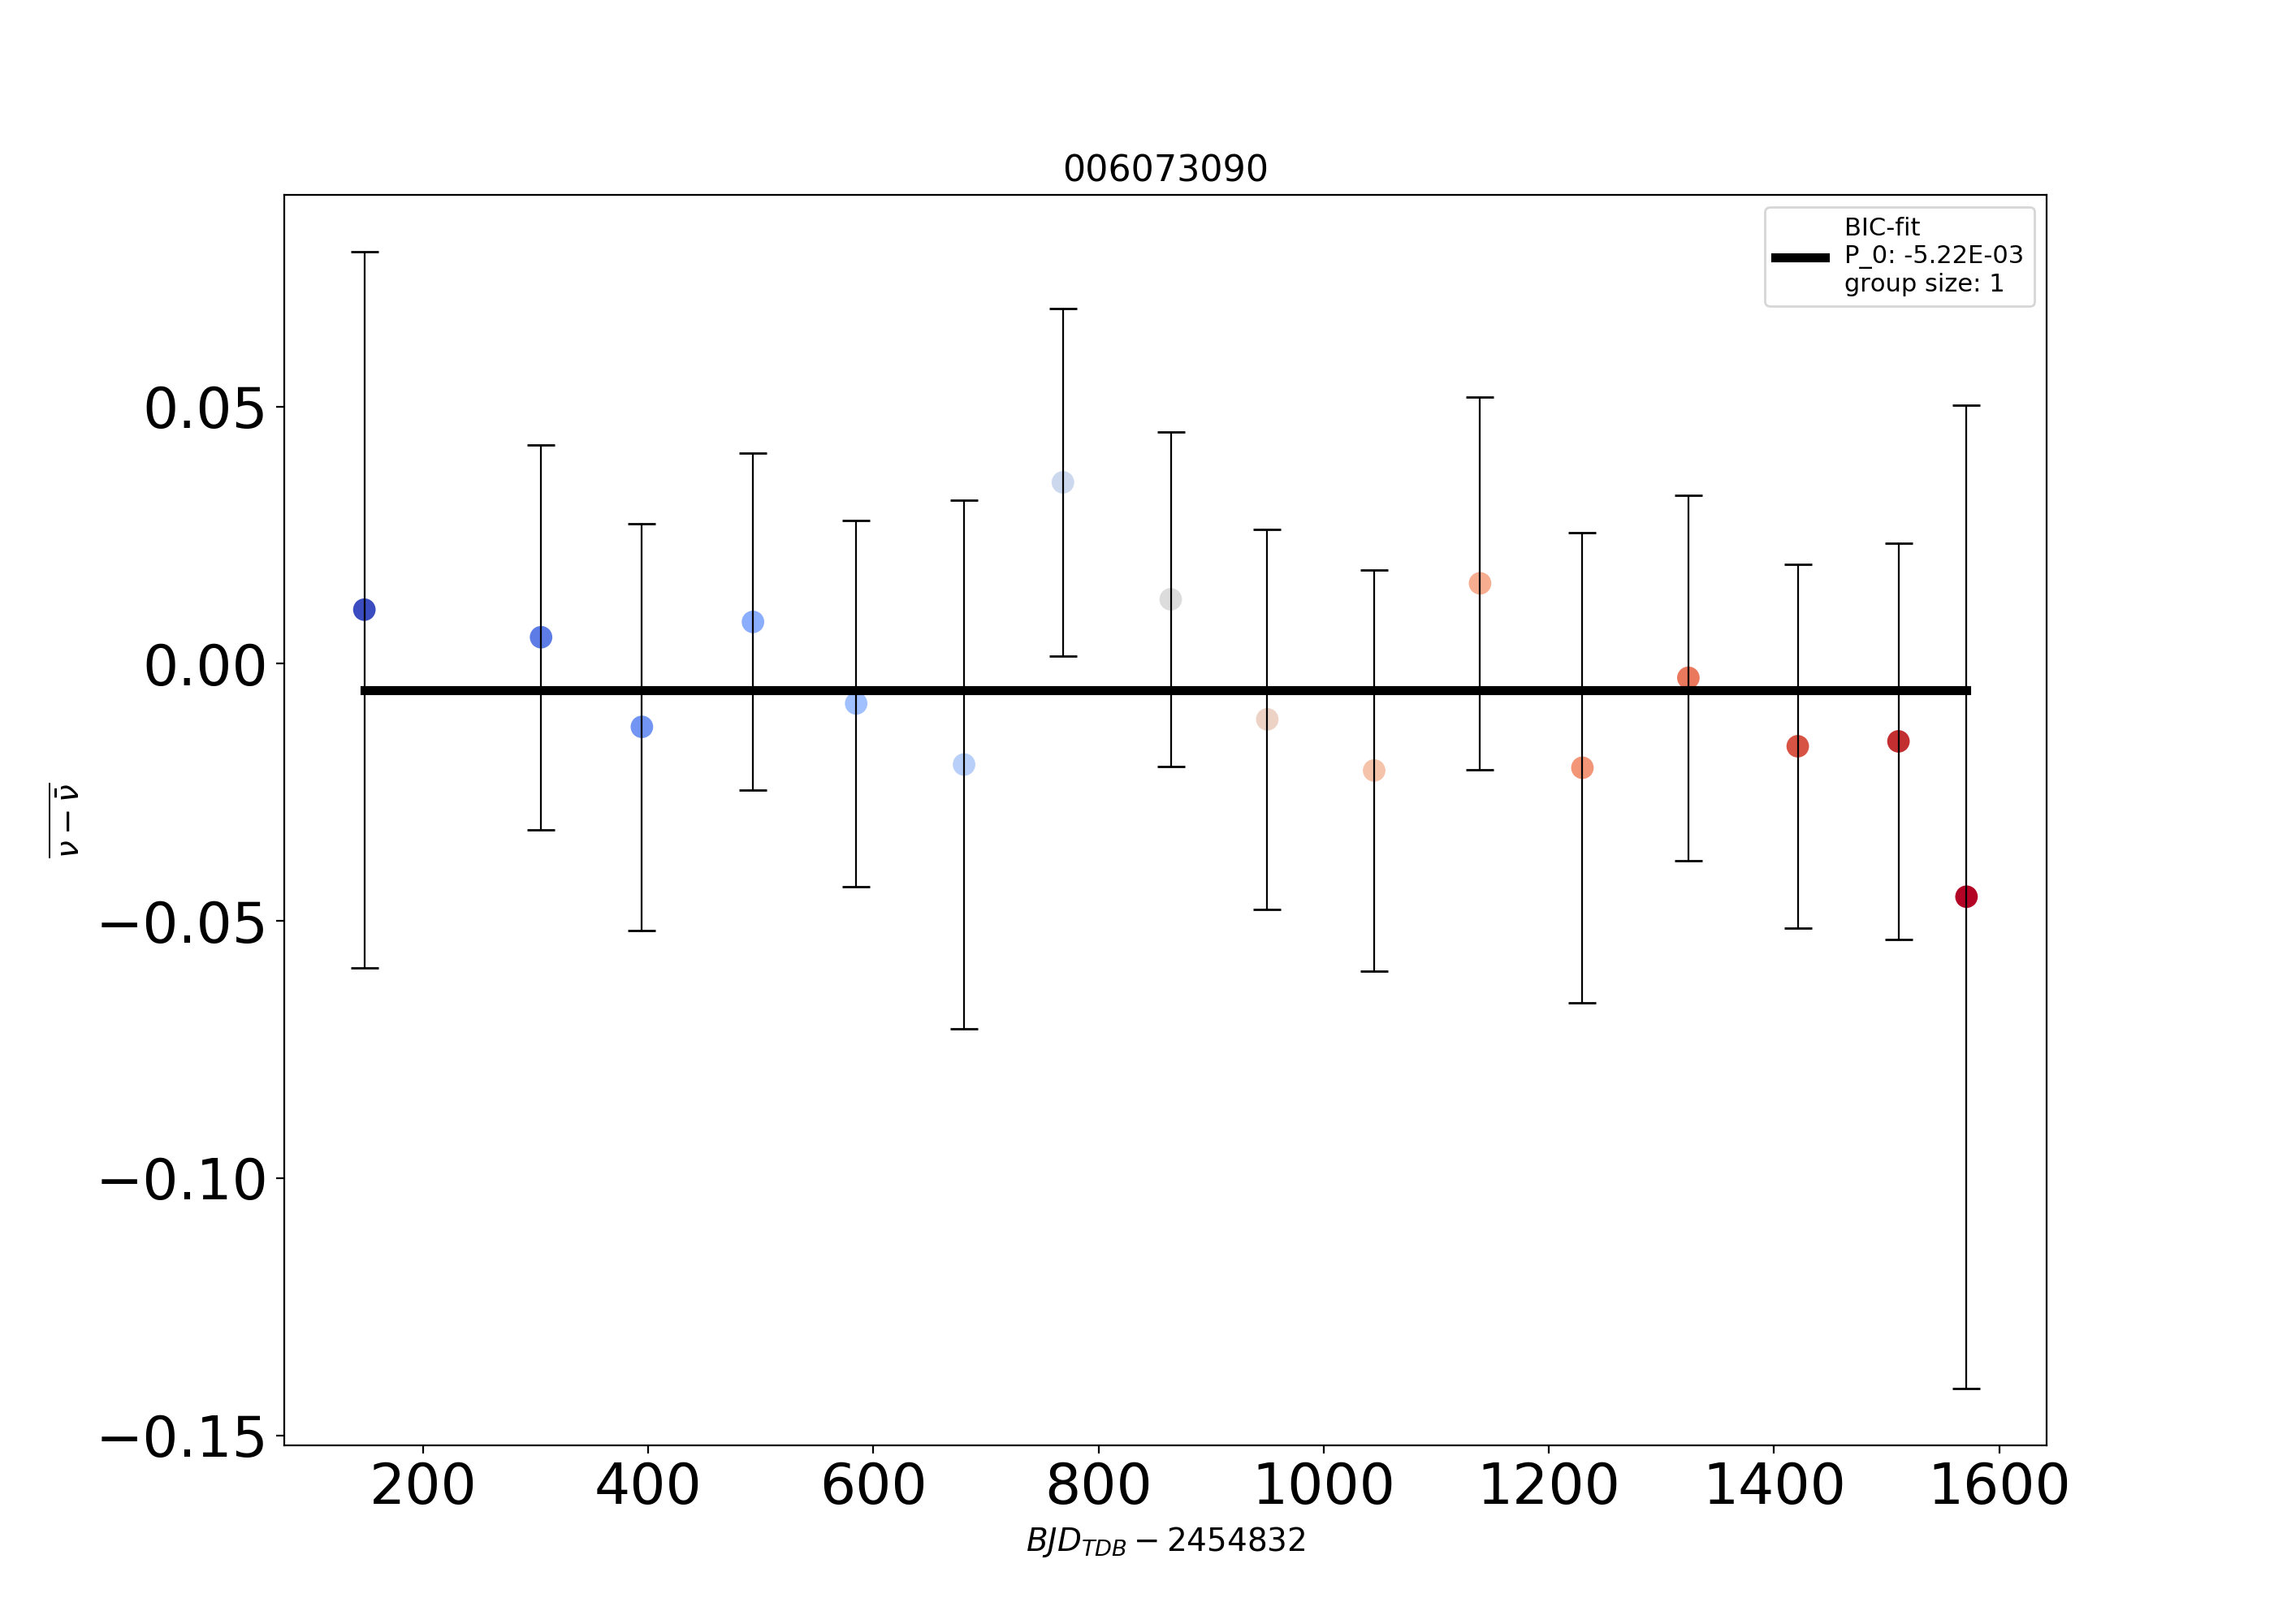 006073090
BIC-fit
P_0: -5.22E-03
group size: 1
0.05
0.00
−0.05
−0.10
−0.15
ν − ν̄
200 400 600 800 1000 1200 1400 1600
BJD_TDB − 2454832